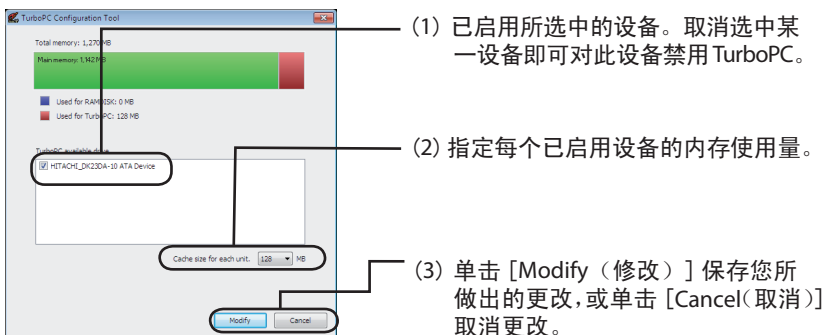 TurboPC Configuration Tool
Total memory: 1,270 MB
Main memory: 1,142 MB
Used for RAMDISK: 0 MB
Used for TurboPC: 128 MB
TurboPC available drive
HITACHI_DK23DA-10 ATA Device
Cache size for each unit. 128 MB
Modify Cancel
(1) 已启用所选中的设备。取消选中某
一设备即可对此设备禁用 TurboPC。
(2) 指定每个已启用设备的内存使用量。
(3) 单击 [Modify（修改）] 保存您所
做出的更改,或单击 [Cancel(取消)]
取消更改。